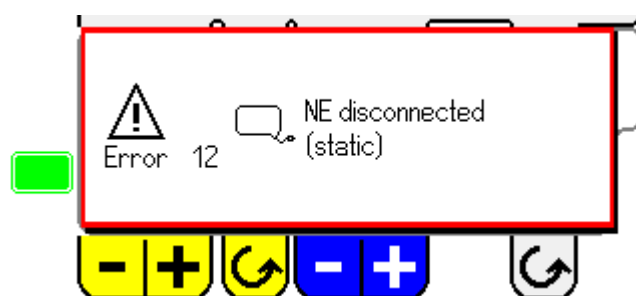 NE disconnected
(static)
Error 12
- + - +